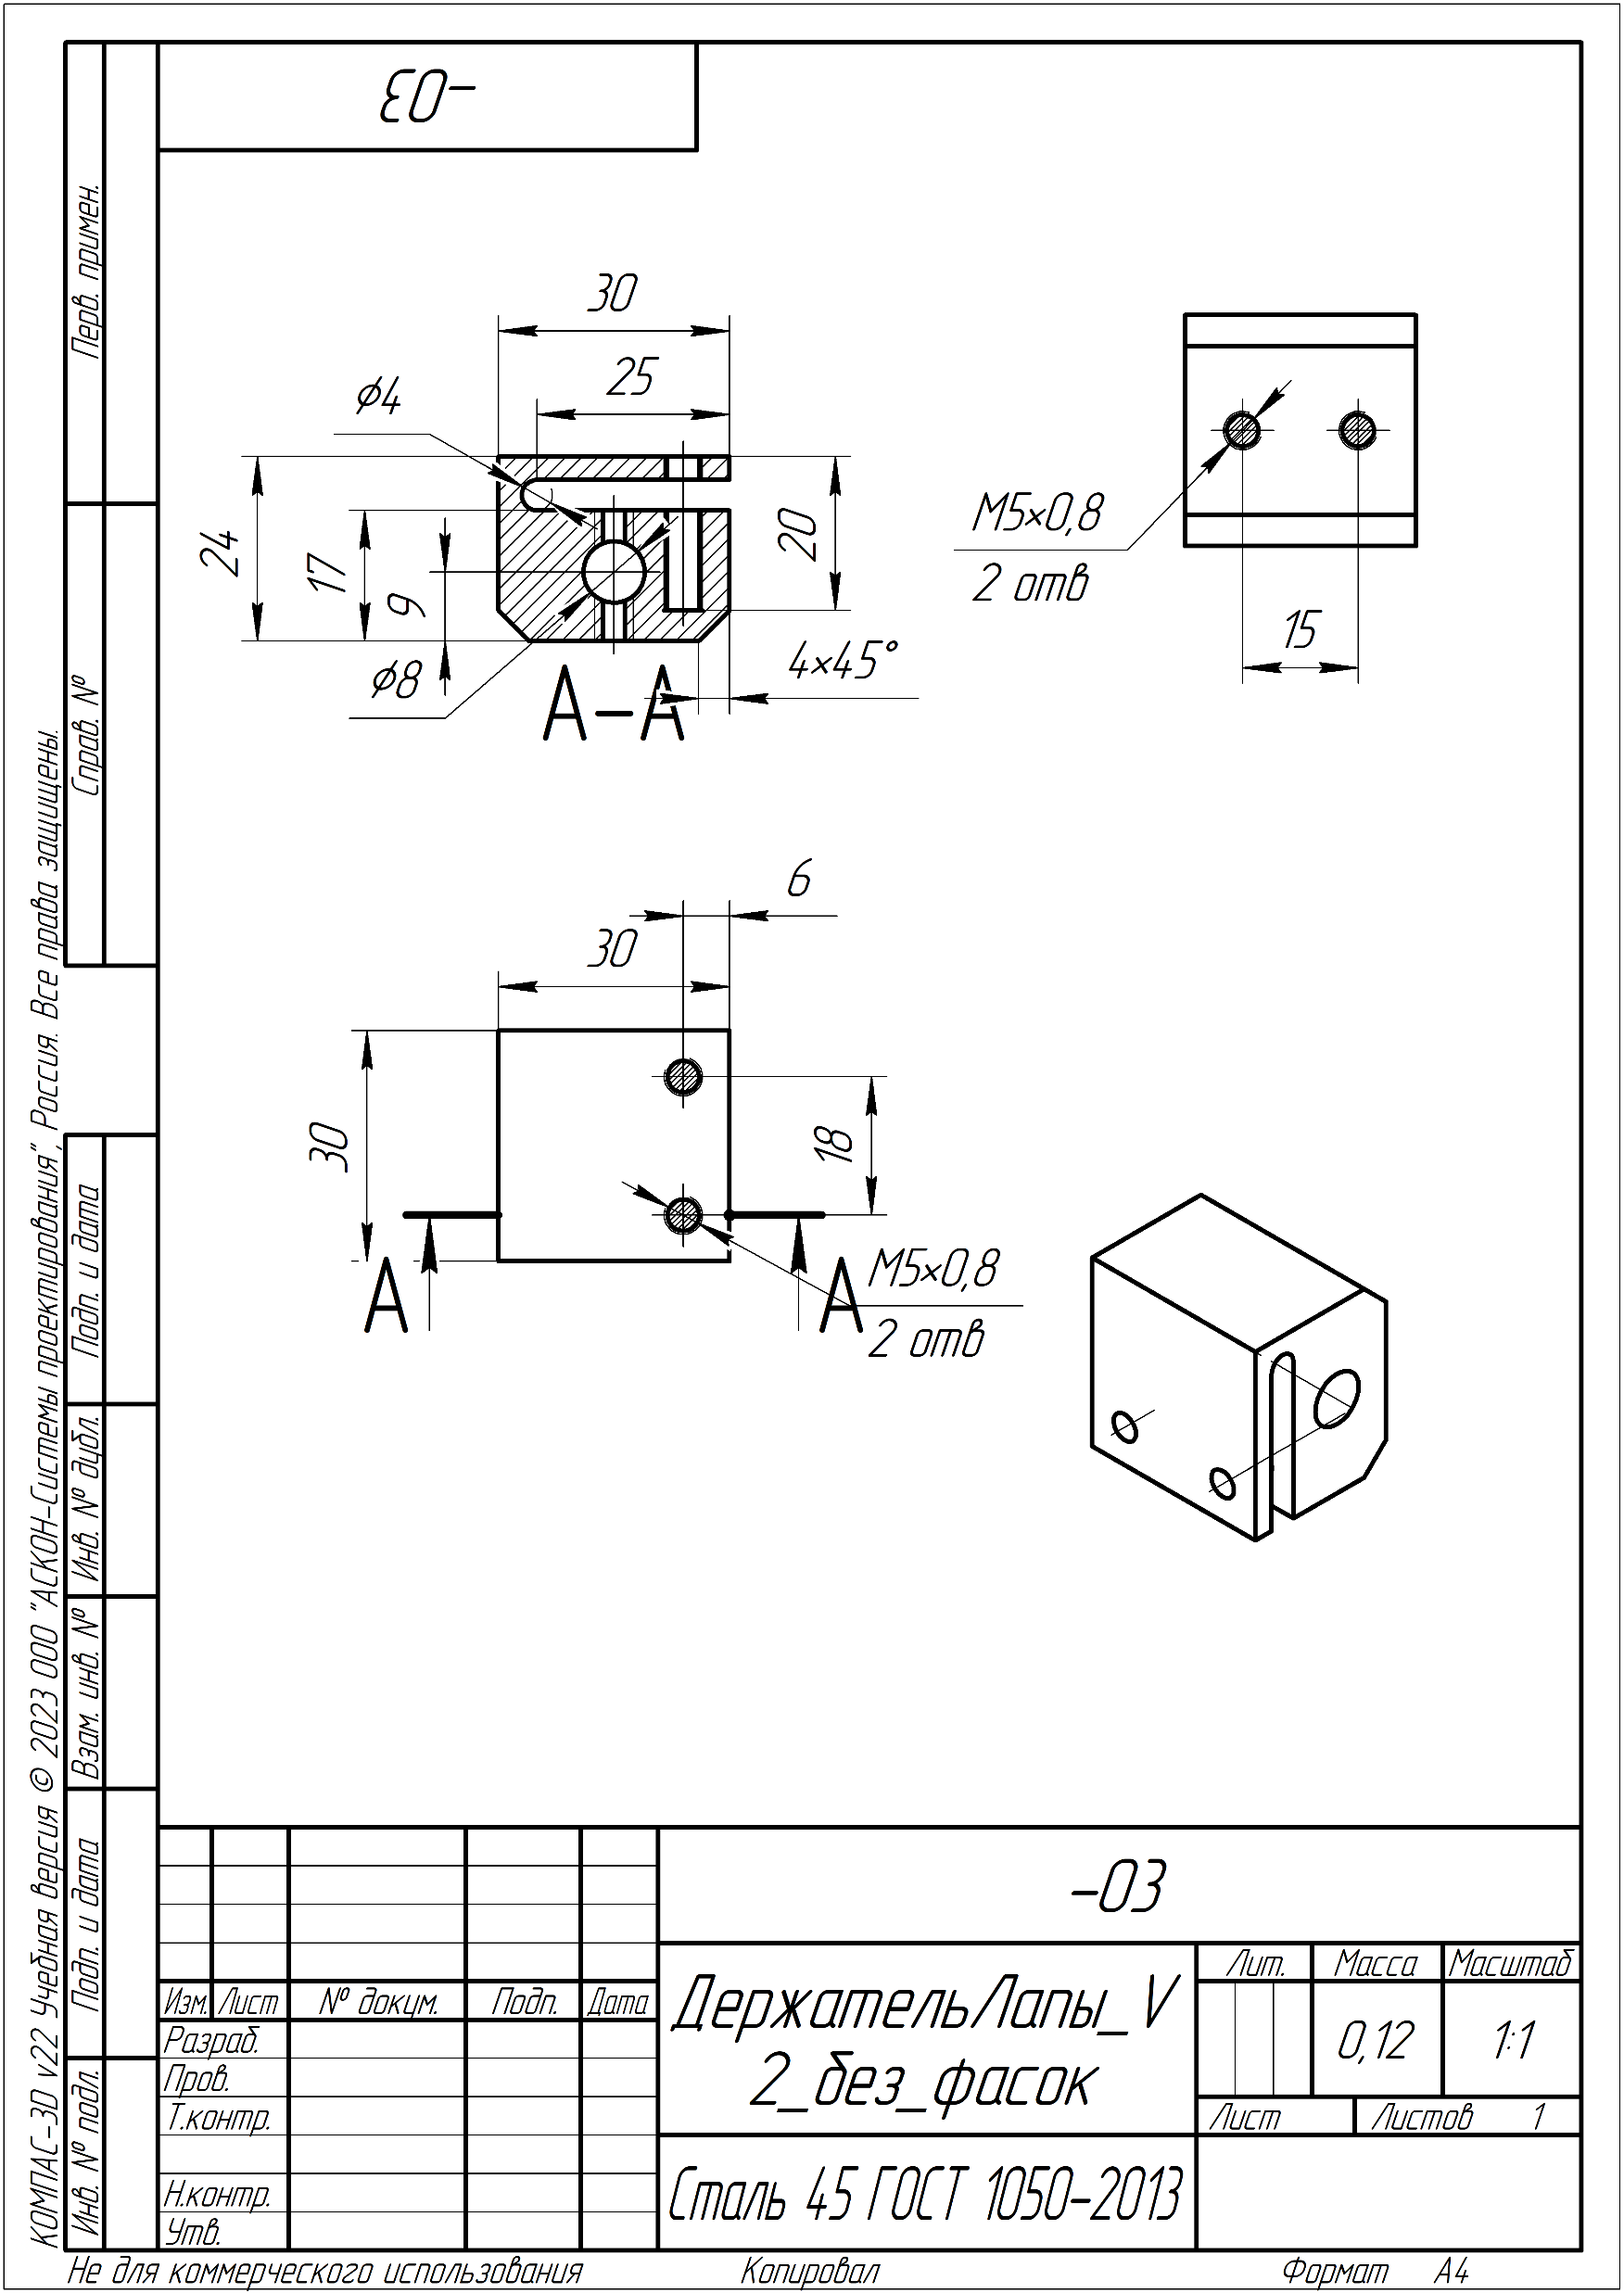 -03
Перв. примен.
Справ. №
Подп. и дата
Инв. № дубл.
Взам. инв. №
Подп. и дата
Инв. № подл.
КОМПАС-3D v22 Учебная версия © 2023 ООО "АСКОН-Системы проектирования", Россия. Все права защищены.
30
25
⌀4
24
17
9
20
⌀8
4×45°
А-А
М5×0,8
2 отв
15
6
30
30
18
А
А
М5×0,8
2 отв
-03
ДержательЛапы_V
2_без_фасок
Сталь 45 ГОСТ 1050-2013
Лит. Масса Масштаб
0,12 1:1
Лист Листов 1
Изм. Лист № докум. Подп. Дата
Разраб.
Пров.
Т.контр.
Н.контр.
Утв.
Не для коммерческого использования Копировал Формат А4